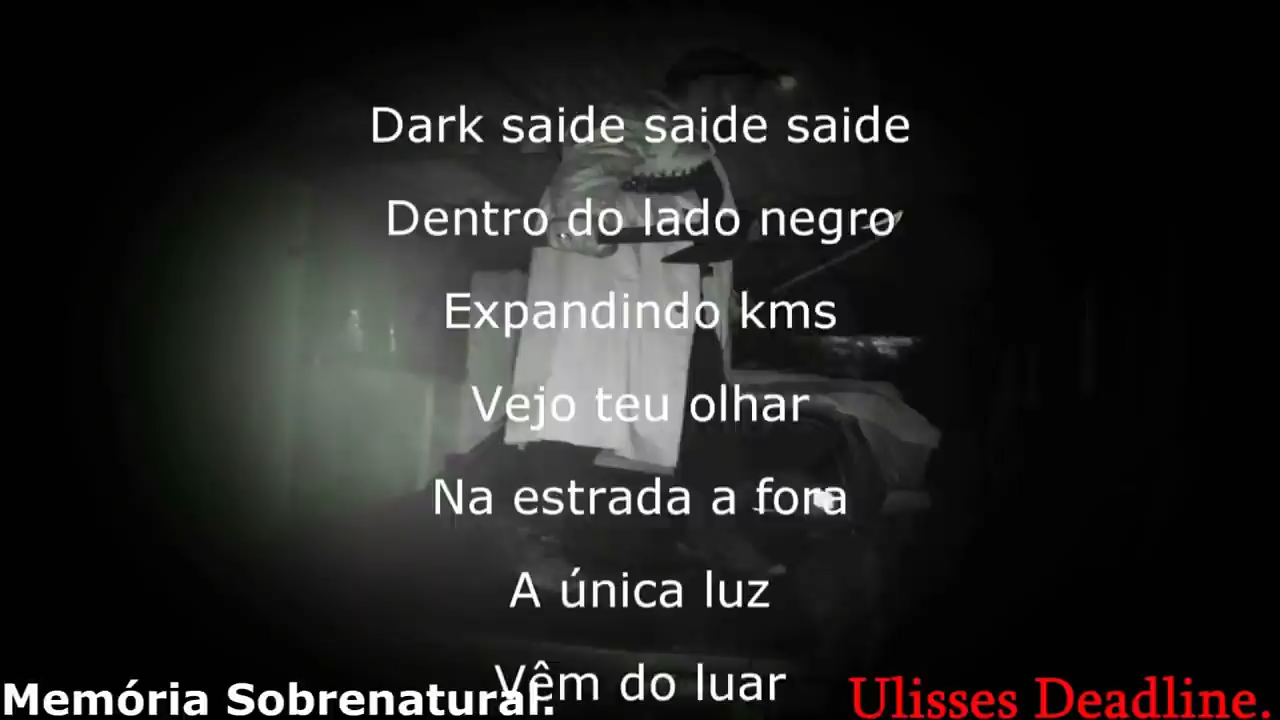 Dark saide saide saide
Dentro do lado negro
Expandindo kms
Vejo teu olhar
Na estrada a fora
A única luz
Vêm do luar
Memória Sobrenatural.
Ulisses Deadline.